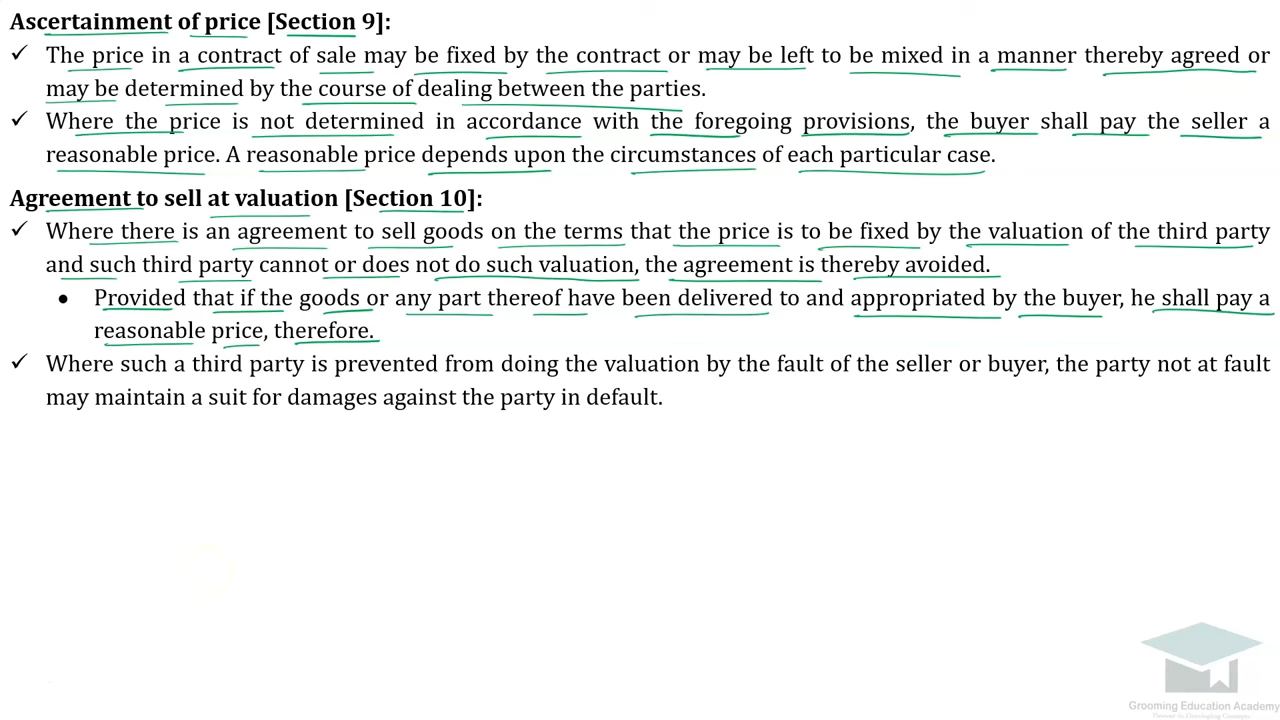 Ascertainment of price [Section 9]:
✓ The price in a contract of sale may be fixed by the contract or may be left to be mixed in a manner thereby agreed or
may be determined by the course of dealing between the parties.
✓ Where the price is not determined in accordance with the foregoing provisions, the buyer shall pay the seller a
reasonable price. A reasonable price depends upon the circumstances of each particular case.
Agreement to sell at valuation [Section 10]:
✓ Where there is an agreement to sell goods on the terms that the price is to be fixed by the valuation of the third party
and such third party cannot or does not do such valuation, the agreement is thereby avoided.
• Provided that if the goods or any part thereof have been delivered to and appropriated by the buyer, he shall pay a
reasonable price, therefore.
✓ Where such a third party is prevented from doing the valuation by the fault of the seller or buyer, the party not at fault
may maintain a suit for damages against the party in default.
Grooming Education Academy